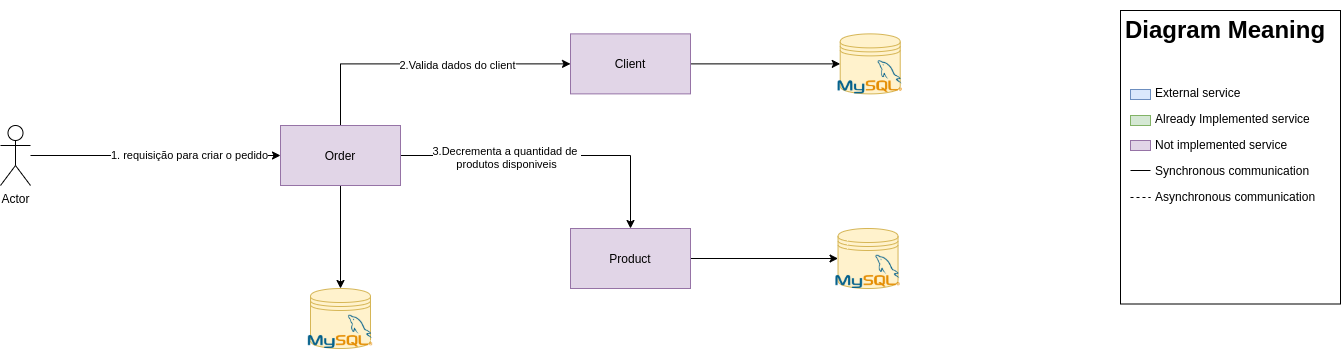 Diagram Meaning
2.Valida dados do client
Client
MySQL
External service
Already Implemented service
Not implemented service
Synchronous communication
Asynchronous communication
1. requisição para criar o pedido
Order
3.Decrementa a quantidad de
produtos disponiveis
Actor
Product
MySQL
MySQL